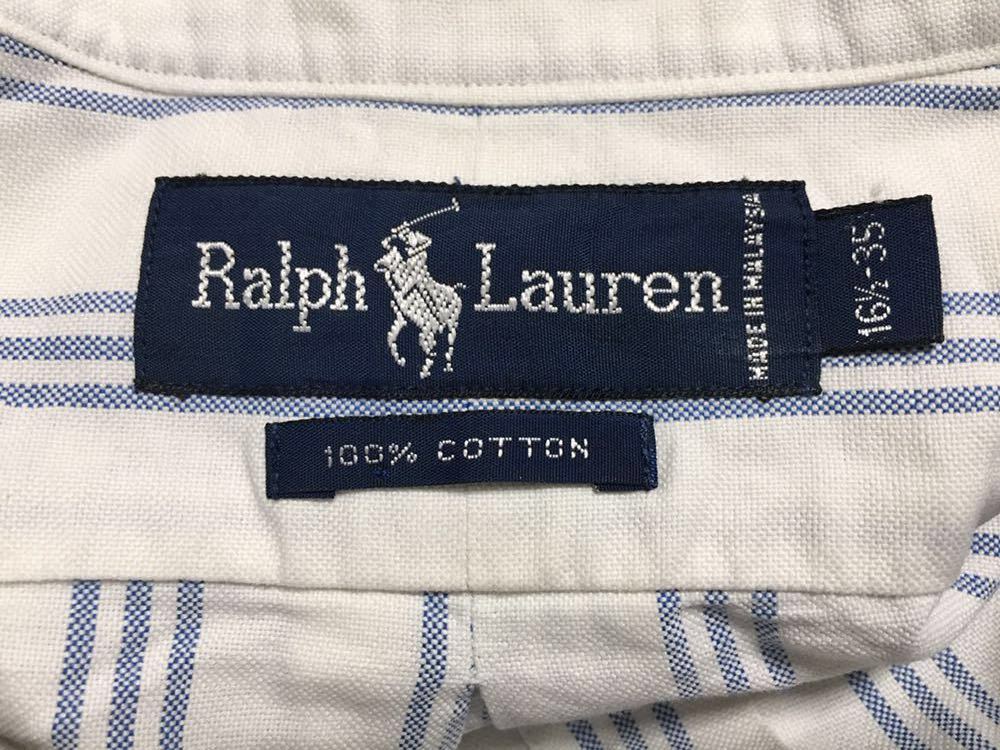 Ralph Lauren
MADE IN MALAYSIA
16½-35
100% COTTON